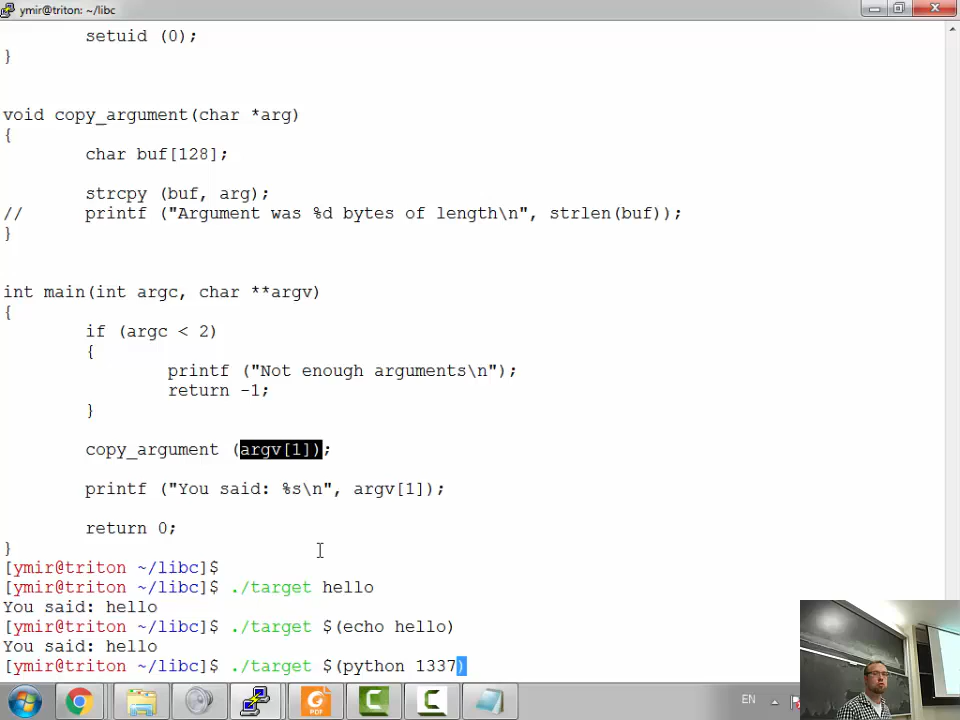 ymir@triton: ~/libc
setuid (0);
}
void copy_argument(char *arg)
{
char buf[128];
strcpy (buf, arg);
// printf ("Argument was %d bytes of length\n", strlen(buf));
}
int main(int argc, char **argv)
{
if (argc < 2)
{
printf ("Not enough arguments\n");
return -1;
}
copy_argument (argv[1]);
printf ("You said: %s\n", argv[1]);
return 0;
}
[ymir@triton ~/libc]$
[ymir@triton ~/libc]$ ./target hello
You said: hello
[ymir@triton ~/libc]$ ./target $(echo hello)
You said: hello
[ymir@triton ~/libc]$ ./target $(python 1337)
PDF
EN